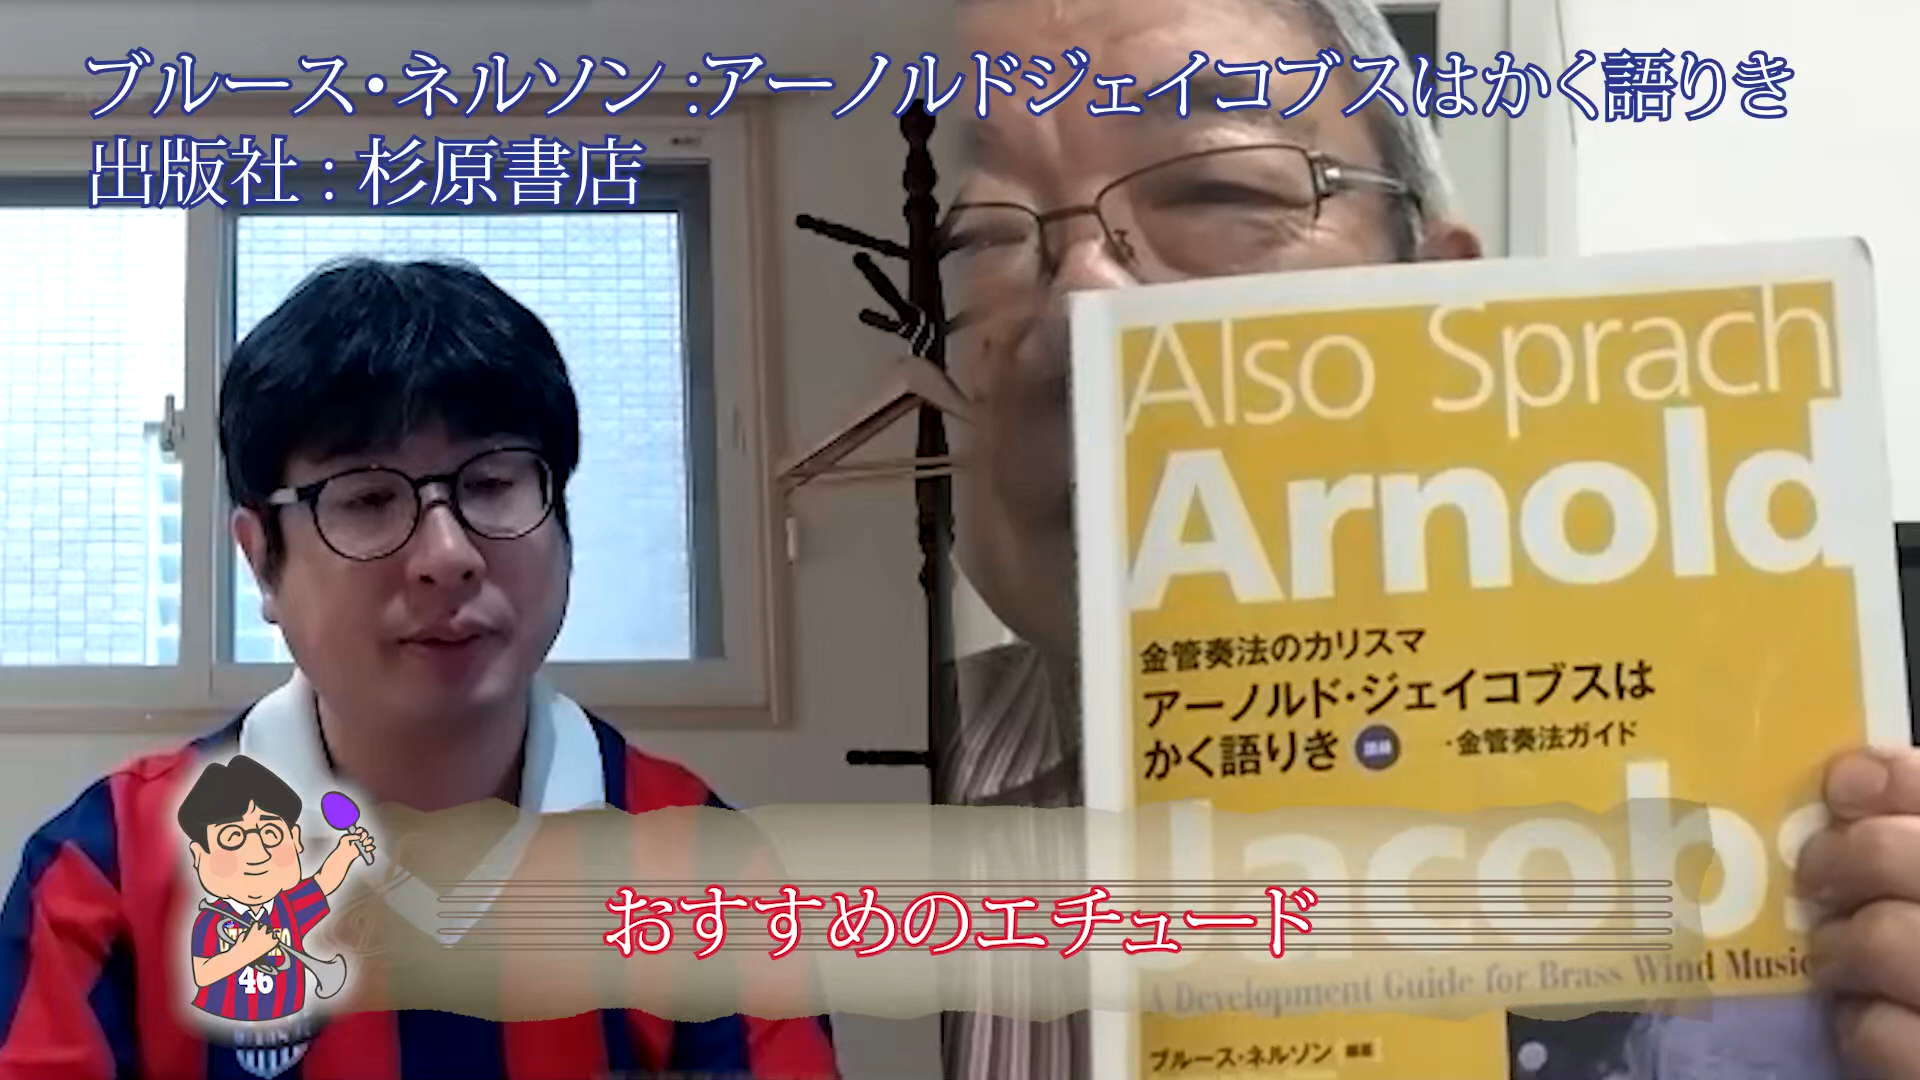 ブルース・ネルソン :アーノルドジェイコブスはかく語りき
出版社 : 杉原書店
Also Sprach
Arnold
金管奏法のカリスマ
アーノルド・ジェイコブスは
かく語りき
・金管奏法ガイド
Jacobs
A Development Guide for Brass Wind Music
ブルース・ネルソン
おすすめのエチュード
46